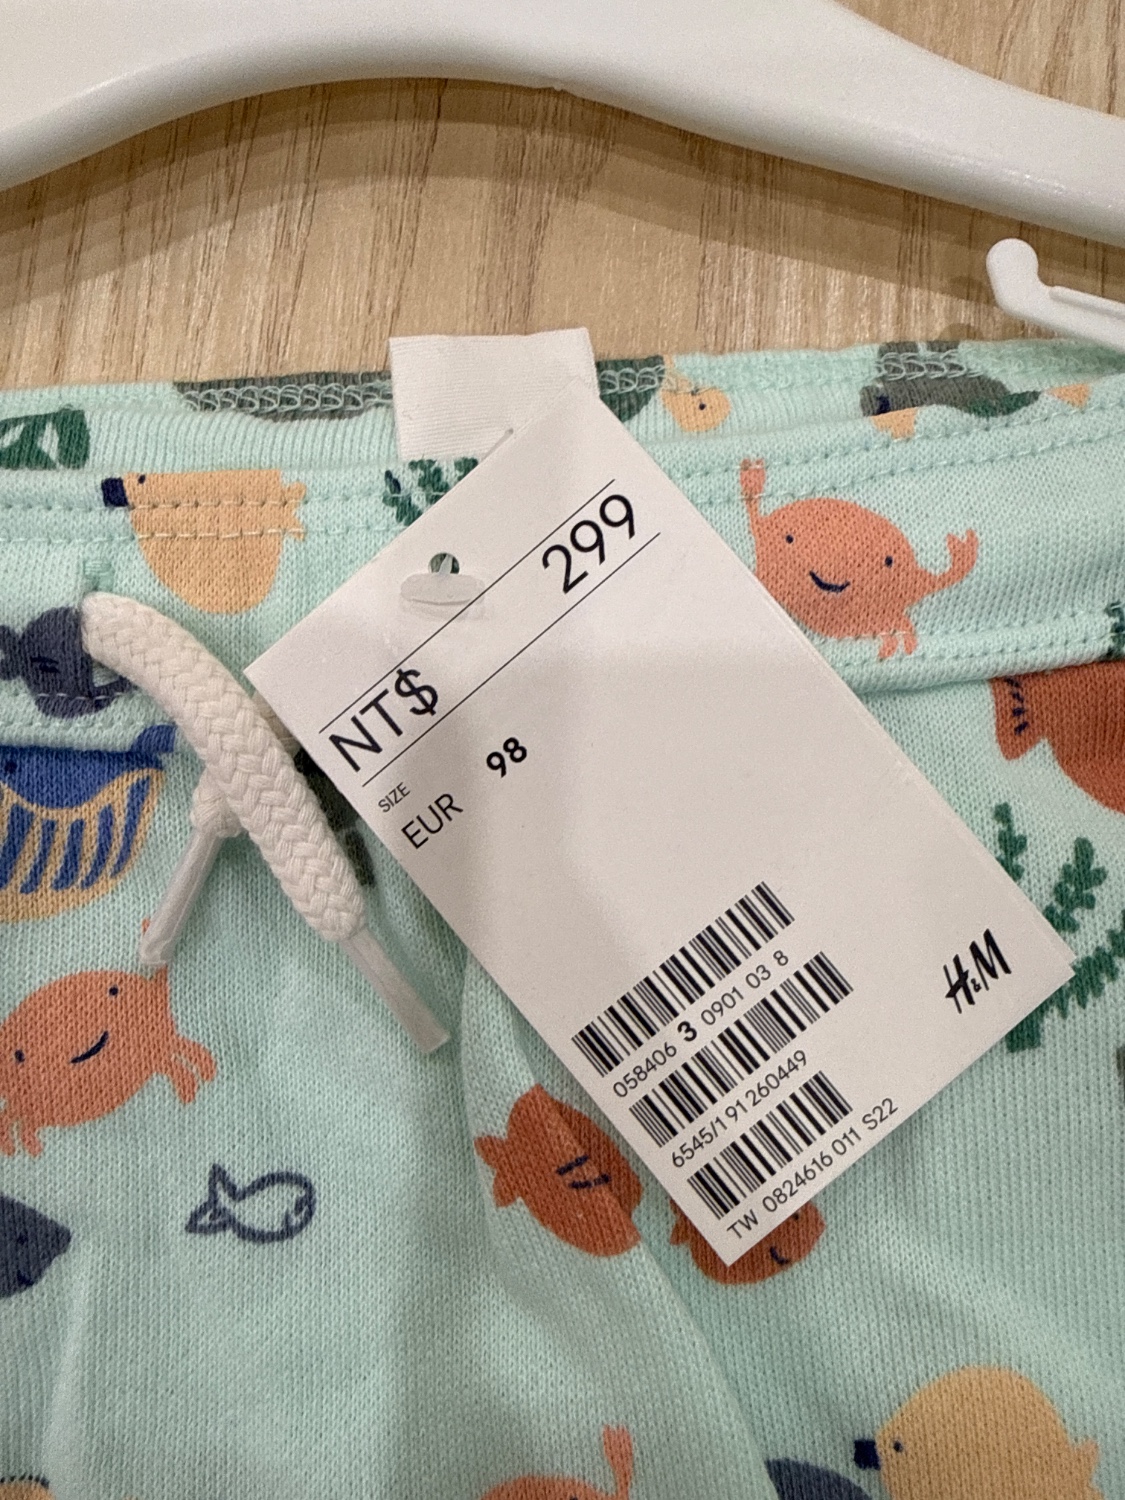 NT$ 299
SIZE
EUR 98
058406 3 0901 03 8
6545/1 91 260449
TW 0824616 011 S22
H&M